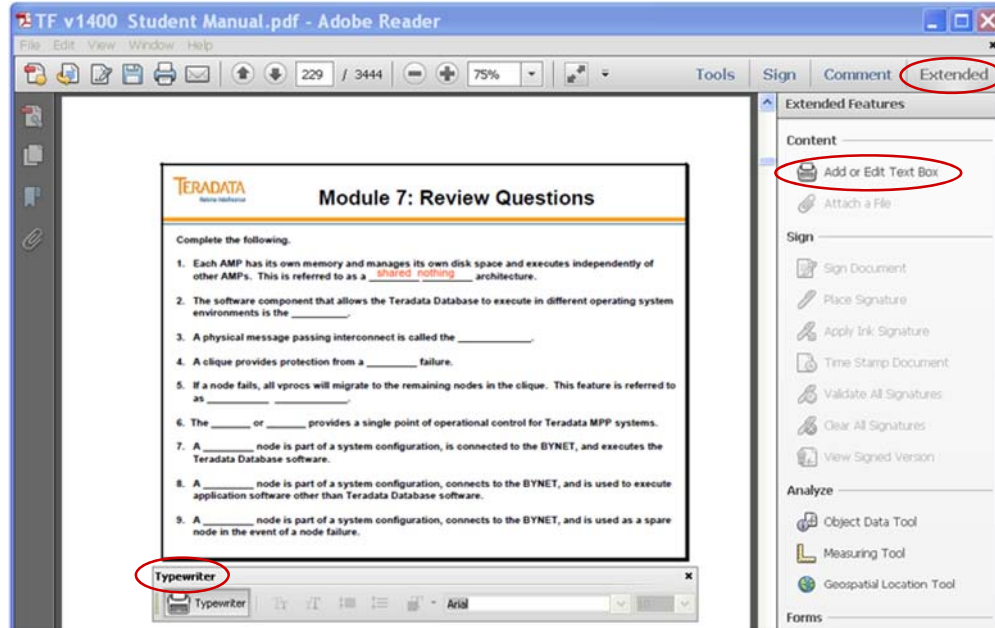 TF v1400 Student Manual.pdf - Adobe Reader
File Edit View Window Help
229 / 3444 75% Tools Sign Comment Extended
Extended Features
Content
Add or Edit Text Box
Attach a File
Sign
Sign Document
Place Signature
Apply Ink Signature
Time Stamp Document
Validate All Signatures
Clear All Signatures
View Signed Version
Analyze
Object Data Tool
Measuring Tool
Geospatial Location Tool
Forms
TERADATA
Module 7: Review Questions
Complete the following.
1. Each AMP has its own memory and manages its own disk space and executes independently of
other AMPs. This is referred to as a shared nothing architecture.
2. The software component that allows the Teradata Database to execute in different operating system
environments is the __________.
3. A physical message passing interconnect is called the _____________.
4. A clique provides protection from a _________ failure.
5. If a node fails, all vprocs will migrate to the remaining nodes in the clique. This feature is referred to
as ___________ _____________.
6. The _______ or _______ provides a single point of operational control for Teradata MPP systems.
7. A _________ node is part of a system configuration, is connected to the BYNET, and executes the
Teradata Database software.
8. A _________ node is part of a system configuration, connects to the BYNET, and is used to execute
application software other than Teradata Database software.
9. A _________ node is part of a system configuration, connects to the BYNET, and is used as a spare
node in the event of a node failure.
Typewriter
Typewriter Arial